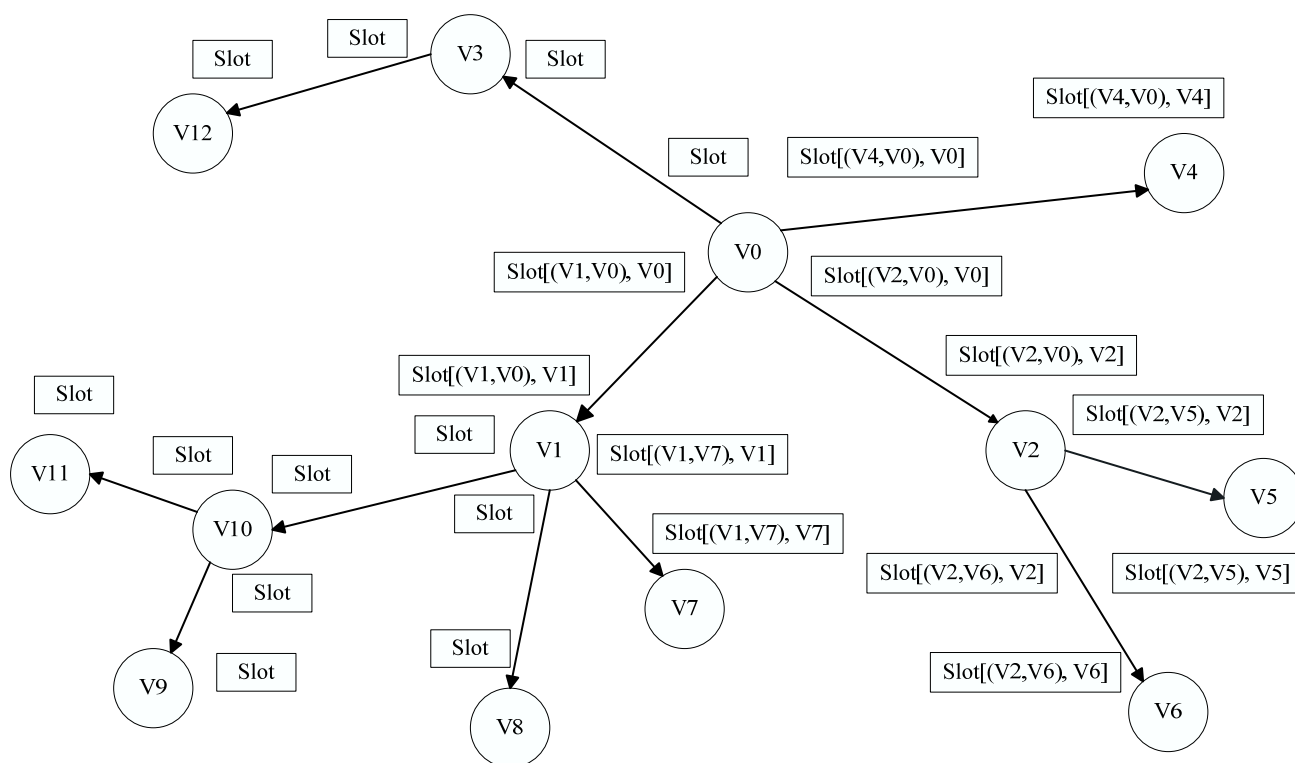 Slot
Slot
V3
Slot
V12
Slot
Slot[(V4,V0), V0]
Slot[(V4,V0), V4]
V4
V0
Slot[(V1,V0), V0]
Slot[(V2,V0), V0]
Slot[(V2,V0), V2]
Slot[(V1,V0), V1]
Slot
Slot
V1
Slot[(V1,V7), V1]
V2
Slot[(V2,V5), V2]
V11
Slot
Slot
Slot
V10
V5
Slot[(V1,V7), V7]
Slot[(V2,V6), V2]
Slot[(V2,V5), V5]
Slot
V7
Slot
Slot
V9
Slot[(V2,V6), V6]
V8
V6